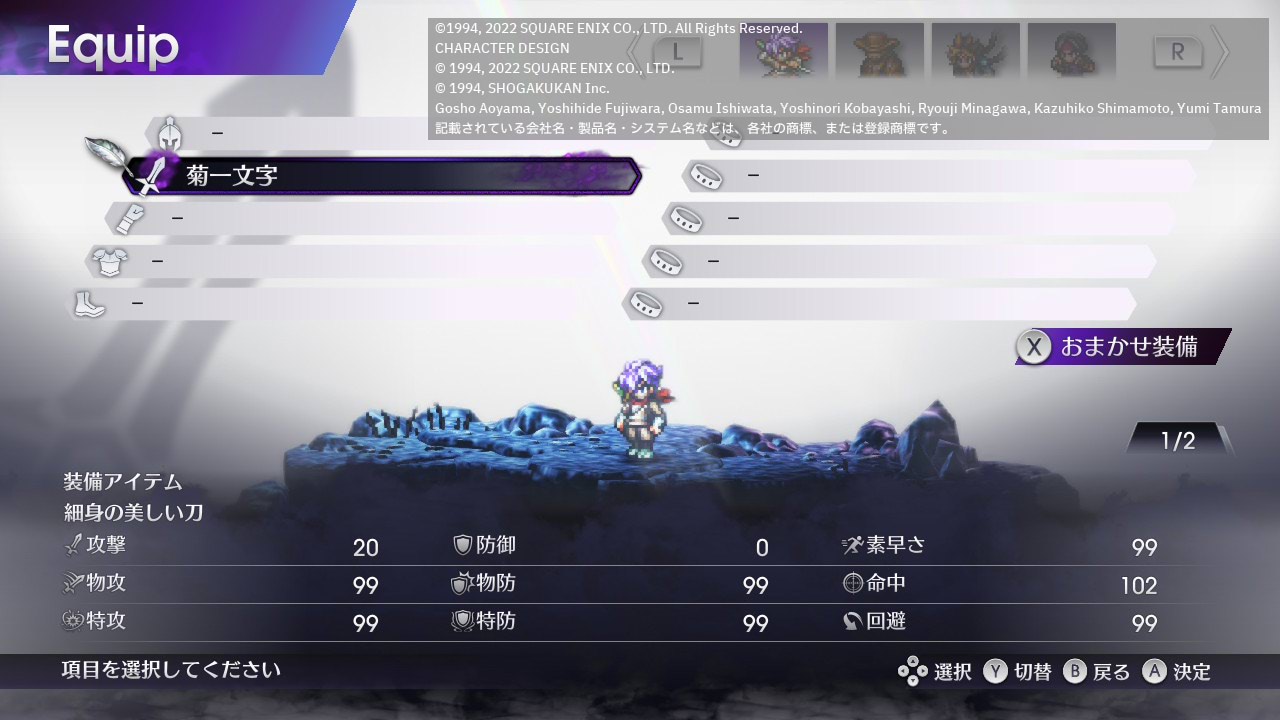 Equip
©1994, 2022 SQUARE ENIX CO., LTD. All Rights Reserved.
CHARACTER DESIGN
© 1994, 2022 SQUARE ENIX CO., LTD.
© 1994, SHOGAKUKAN Inc.
Gosho Aoyama, Yoshihide Fujiwara, Osamu Ishiwata, Yoshinori Kobayashi, Ryouji Minagawa, Kazuhiko Shimamoto, Yumi Tamura
記載されている会社名・製品名・システム名などは、各社の商標、または登録商標です。
L R
–
菊一文字 –
– –
– –
– –
X おまかせ装備
1/2
装備アイテム
細身の美しい刀
攻撃 20 防御 0 素早さ 99
物攻 99 物防 99 命中 102
特攻 99 特防 99 回避 99
項目を選択してください 選択 Y 切替 B 戻る A 決定